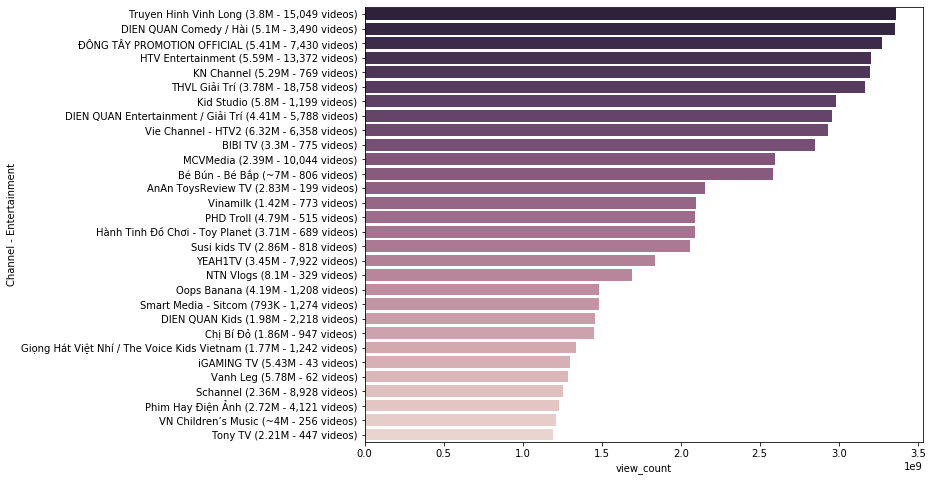 Truyen Hinh Vinh Long (3.8M - 15,049 videos)
DIEN QUAN Comedy / Hài (5.1M - 3,490 videos)
ĐÔNG TÂY PROMOTION OFFICIAL (5.41M - 7,430 videos)
HTV Entertainment (5.59M - 13,372 videos)
KN Channel (5.29M - 769 videos)
THVL Giải Trí (3.78M - 18,758 videos)
Kid Studio (5.8M - 1,199 videos)
DIEN QUAN Entertainment / Giải Trí (4.41M - 5,788 videos)
Vie Channel - HTV2 (6.32M - 6,358 videos)
BIBI TV (3.3M - 775 videos)
MCVMedia (2.39M - 10,044 videos)
Bé Bún - Bé Bắp (~7M - 806 videos)
AnAn ToysReview TV (2.83M - 199 videos)
Vinamilk (1.42M - 773 videos)
PHD Troll (4.79M - 515 videos)
Hành Tinh Đồ Chơi - Toy Planet (3.71M - 689 videos)
Susi kids TV (2.86M - 818 videos)
YEAH1TV (3.45M - 7,922 videos)
NTN Vlogs (8.1M - 329 videos)
Oops Banana (4.19M - 1,208 videos)
Smart Media - Sitcom (793K - 1,274 videos)
DIEN QUAN Kids (1.98M - 2,218 videos)
Chị Bí Đỏ (1.86M - 947 videos)
Giọng Hát Việt Nhí / The Voice Kids Vietnam (1.77M - 1,242 videos)
iGAMING TV (5.43M - 43 videos)
Vanh Leg (5.78M - 62 videos)
Schannel (2.36M - 8,928 videos)
Phim Hay Điện Ảnh (2.72M - 4,121 videos)
VN Children’s Music (~4M - 256 videos)
Tony TV (2.21M - 447 videos)
Channel - Entertainment
0.0 0.5 1.0 1.5 2.0 2.5 3.0 3.5
view_count
1e9